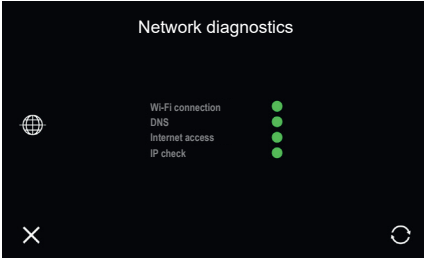 Network diagnostics
Wi-Fi connection
DNS
Internet access
IP check